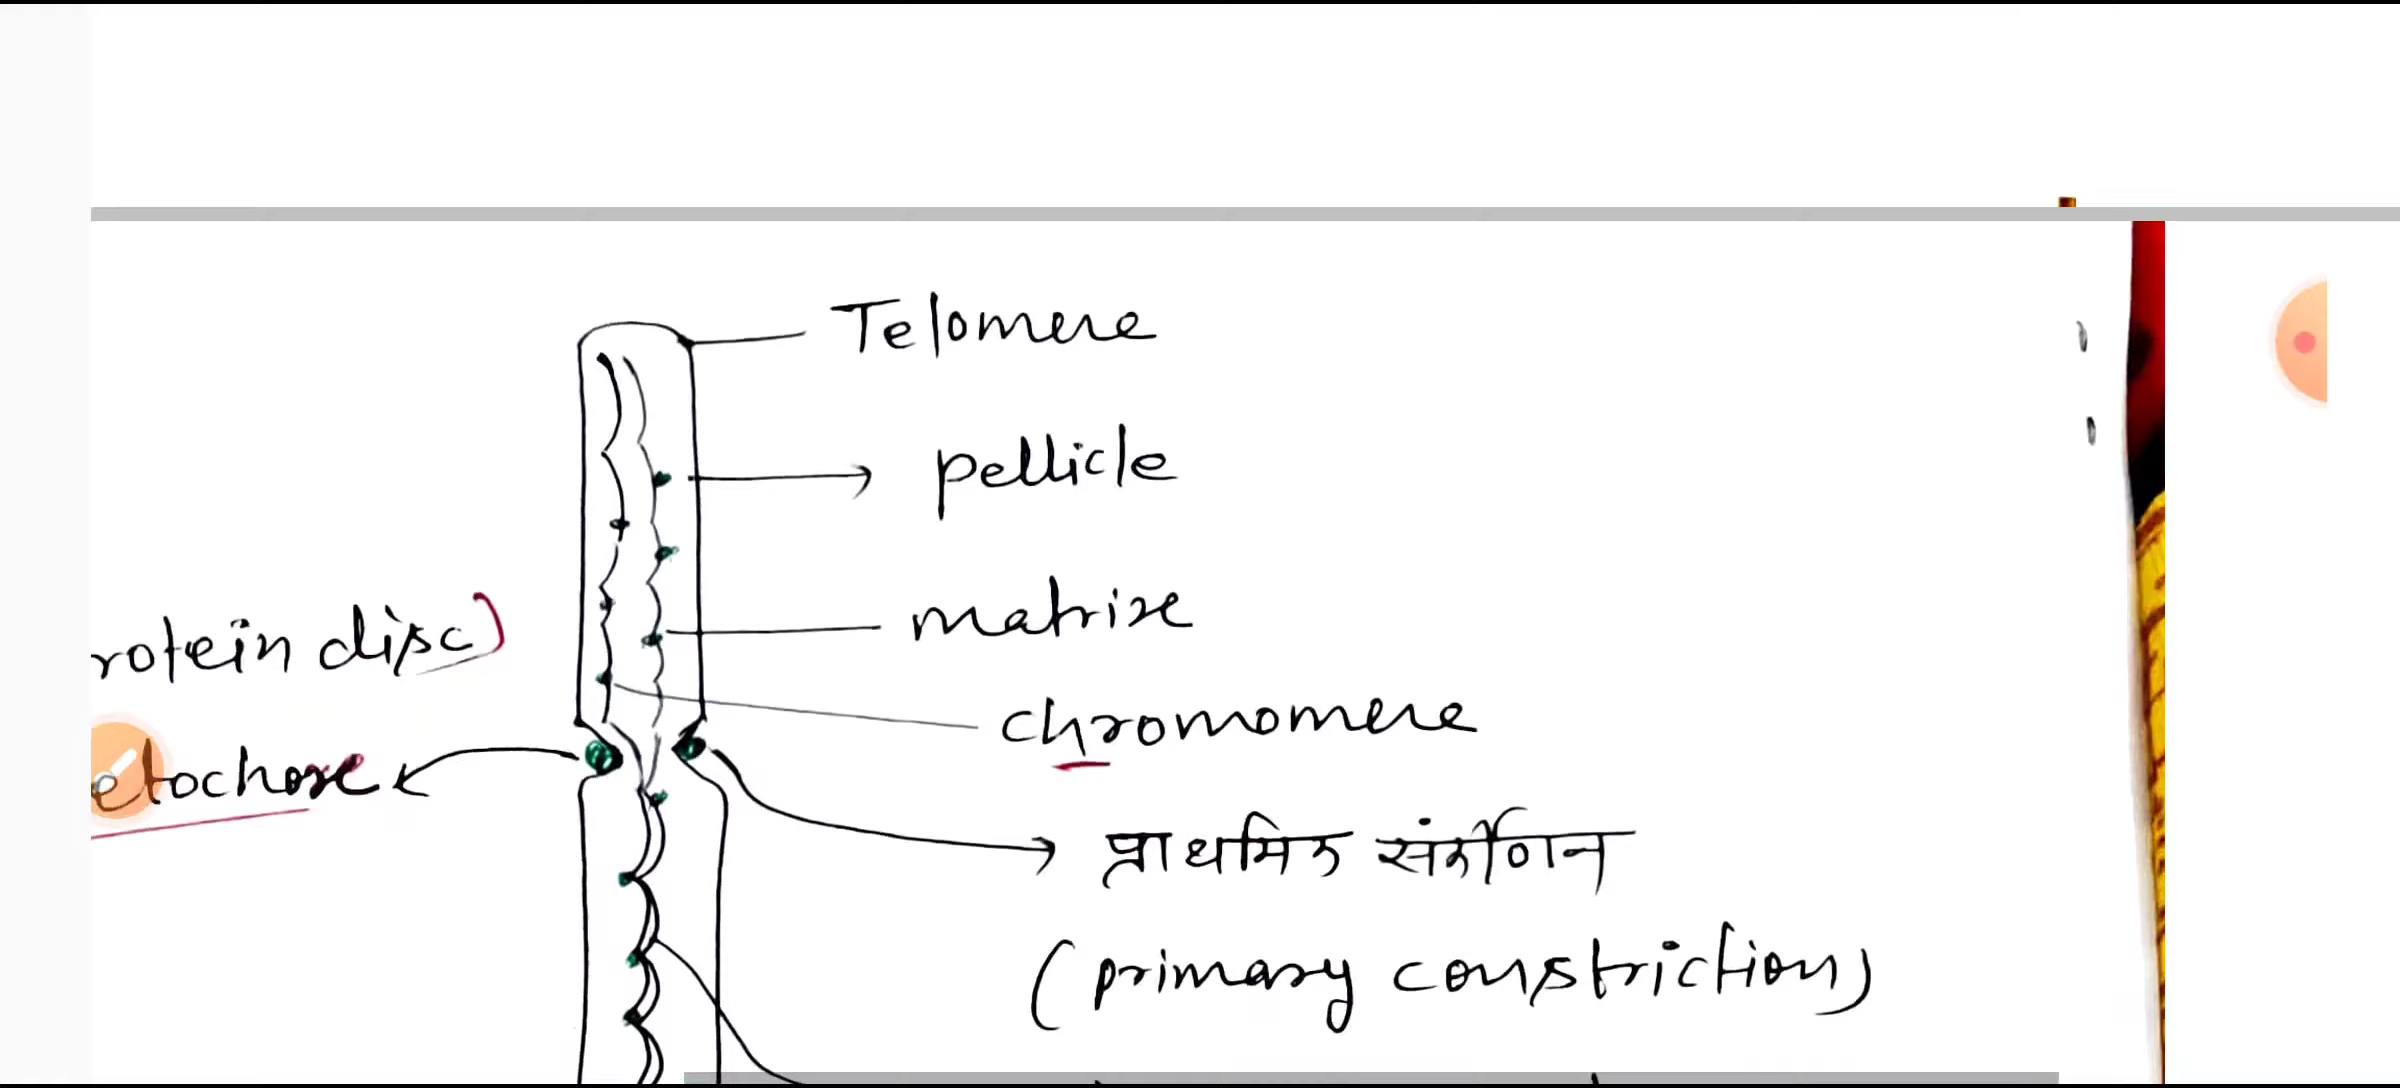 Telomere
pellicle
matrix
rotein disc)
chromomere
etochore
प्राथमिक संकीर्णन
(primary constriction)